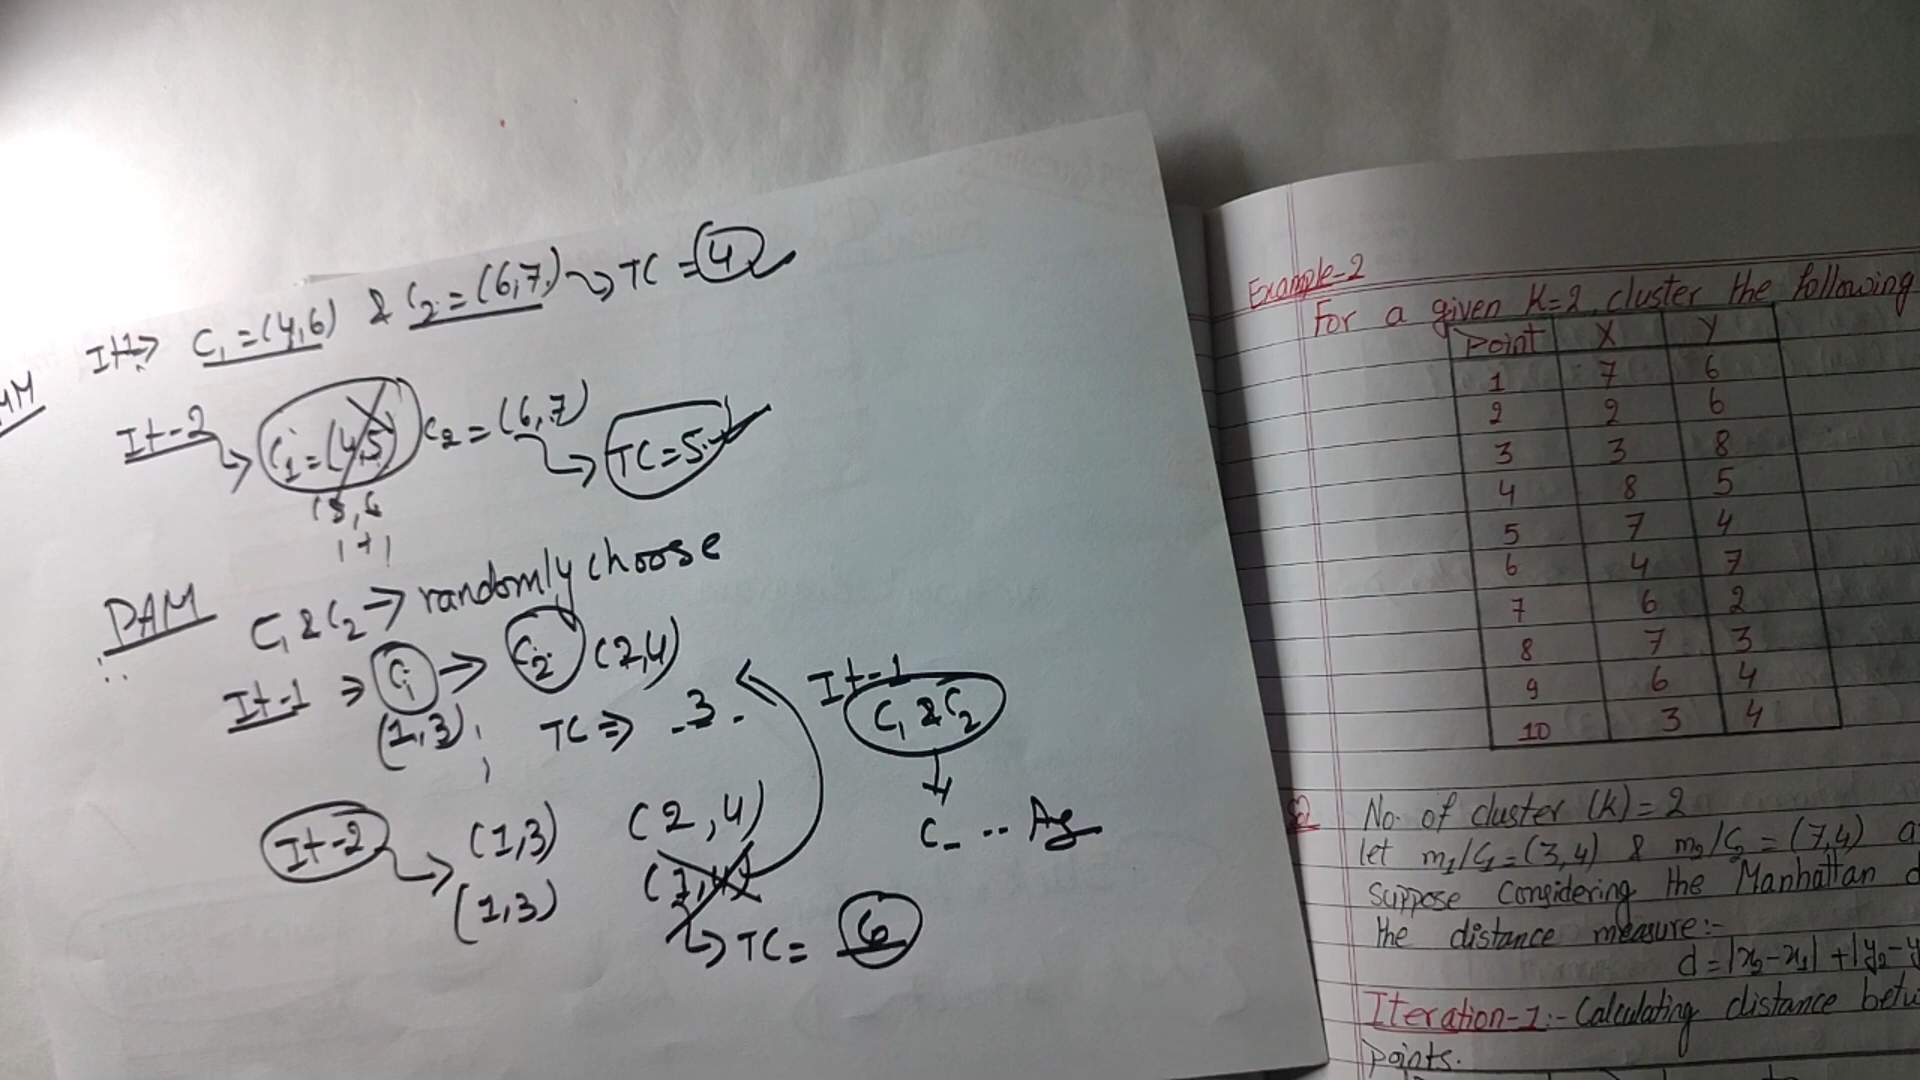 It-1→ C₁=(4,6) & C₂=(6,7)→TC=4
It-2 → C₁=(4,5) C₂=(6,7) → TC=5
1+1
PAM C₁ & C₂ → randomly choose
It-1 ⇒ C₁ → C₂ (2,4)
(1,3), TC ⇒ 3
It-1
C₁ & C₂
It-2 → (1,3) (2,4)
(1,3) (7,4)
→ TC = 6
Example-2
For a given K=2, cluster the following
Point X Y
1 7 6
2 2 6
3 3 8
4 8 5
5 7 4
6 4 7
7 6 2
8 7 3
9 6 4
10 3 4
No. of cluster (k) = 2
let m₁/C₁=(3,4) & m₂/C₂=(7,4)
Suppose Considering the Manhattan
the distance measure:-
d=|x₂-x₁|+|y₂-y
Iteration-1:- Calculating distance
points.